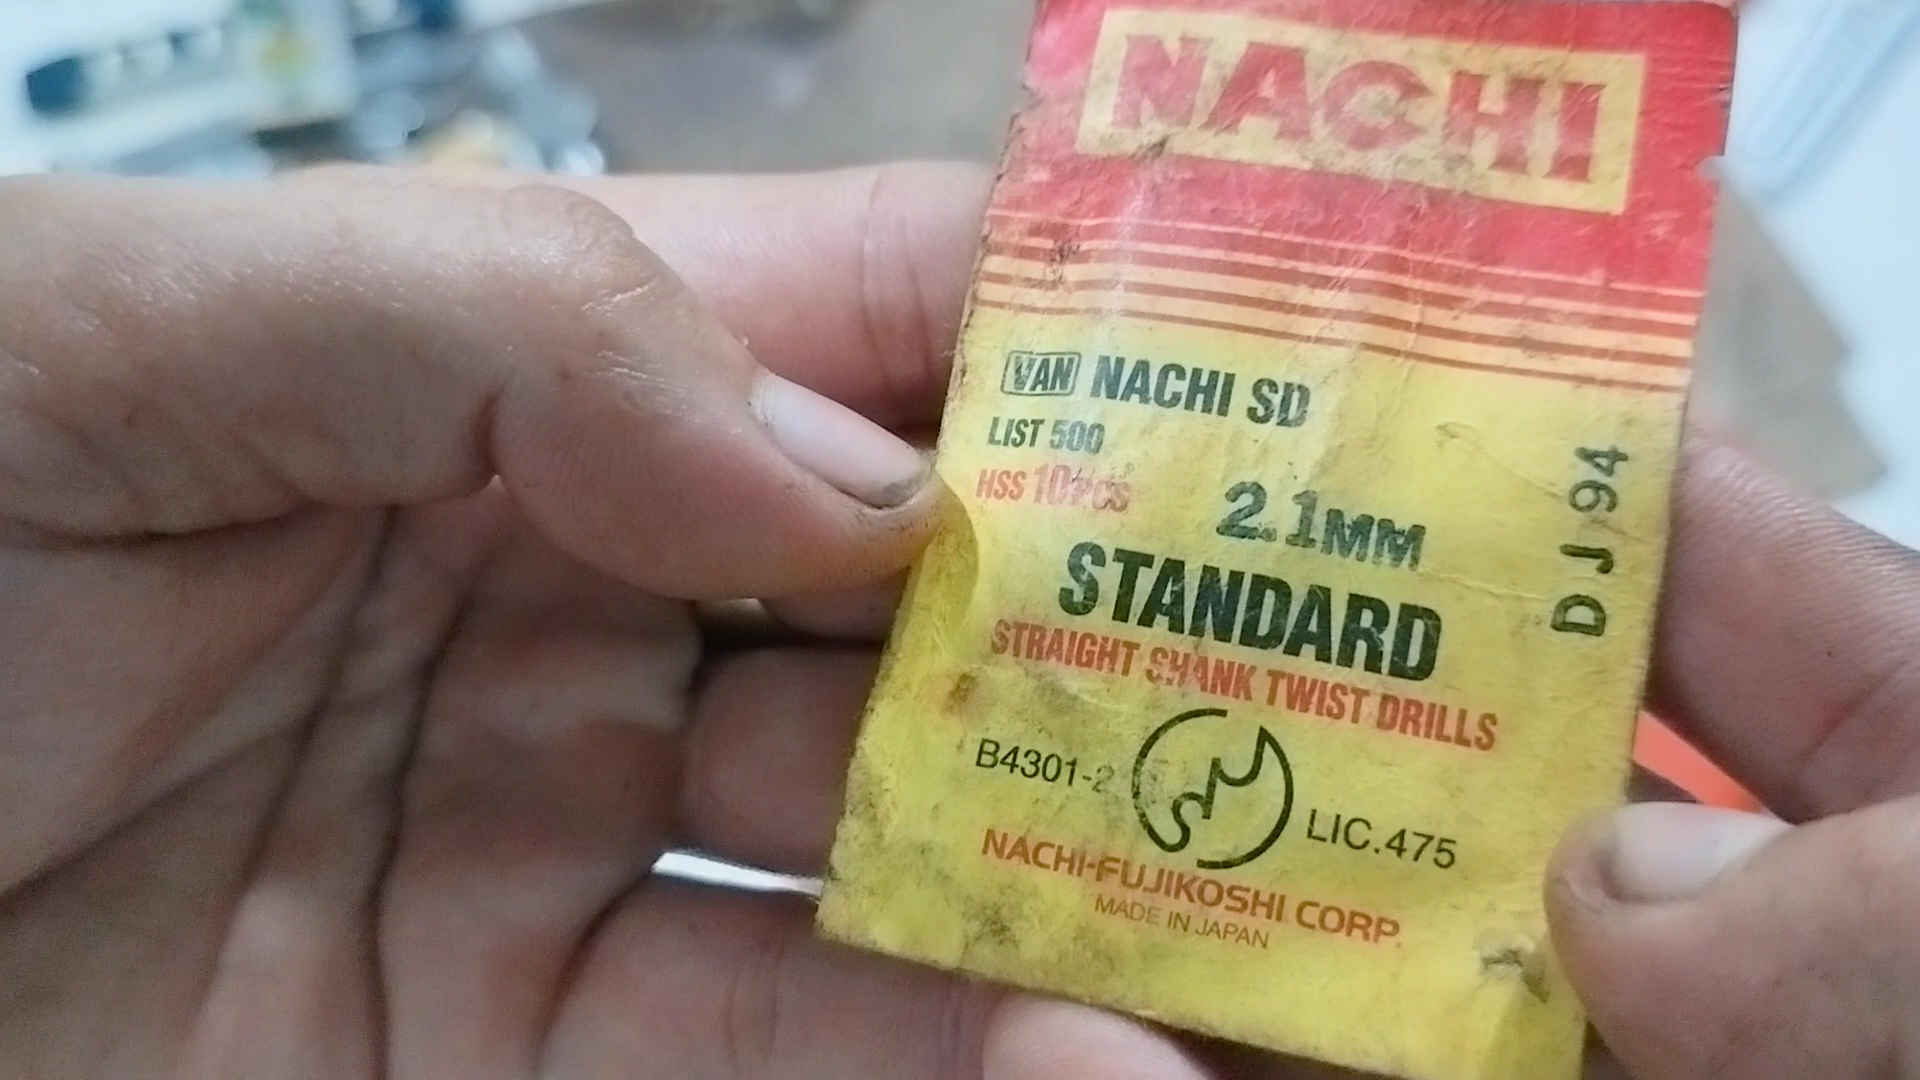 NACHI
VAN NACHI SD
LIST 500
HSS 10PCS
2.1MM
DJ94
STANDARD
STRAIGHT SHANK TWIST DRILLS
B4301-2
LIC.475
NACHI-FUJIKOSHI CORP.
MADE IN JAPAN